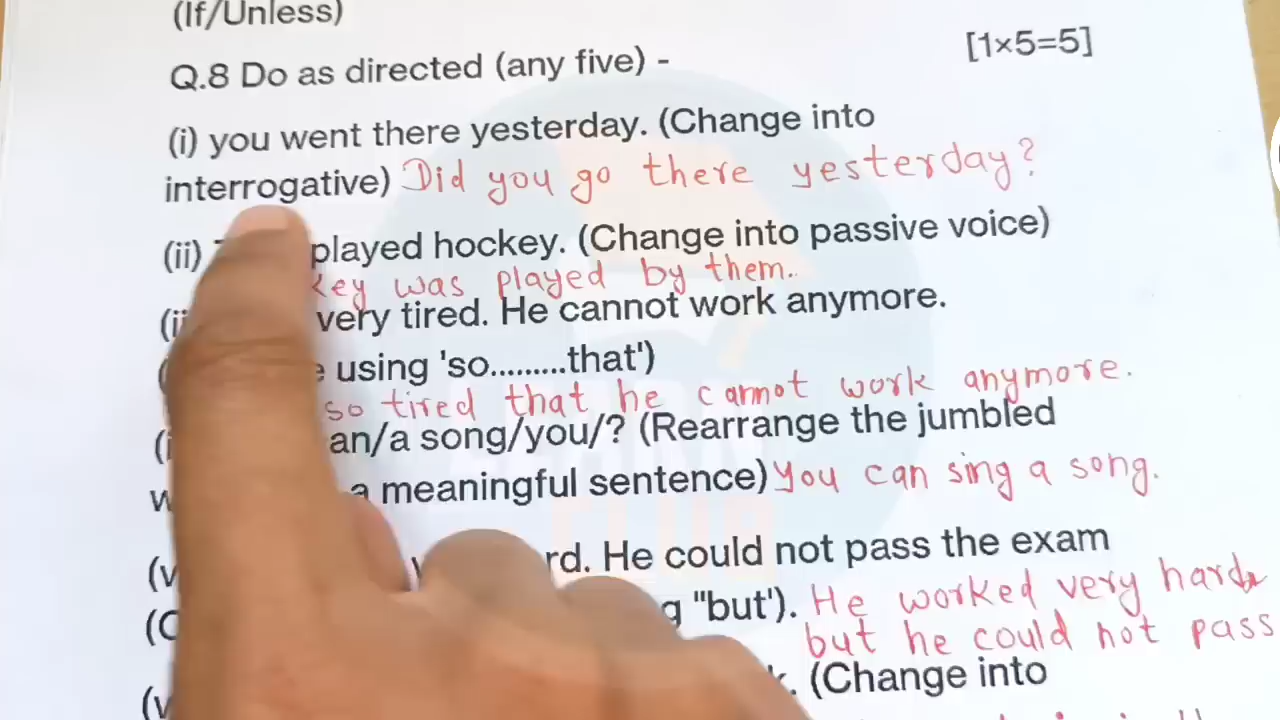 (If/Unless)
Q.8 Do as directed (any five) - [1×5=5]
(i) you went there yesterday. (Change into
interrogative) Did you go there yesterday?
(ii) played hockey. (Change into passive voice)
was played by them.
very tired. He cannot work anymore.
using 'so.........that')
so tired that he cannot work anymore.
a song/you/? (Rearrange the jumbled
a meaningful sentence) You can sing a song.
He could not pass the exam
"but'). He worked very hard
but he could not pass
(Change into